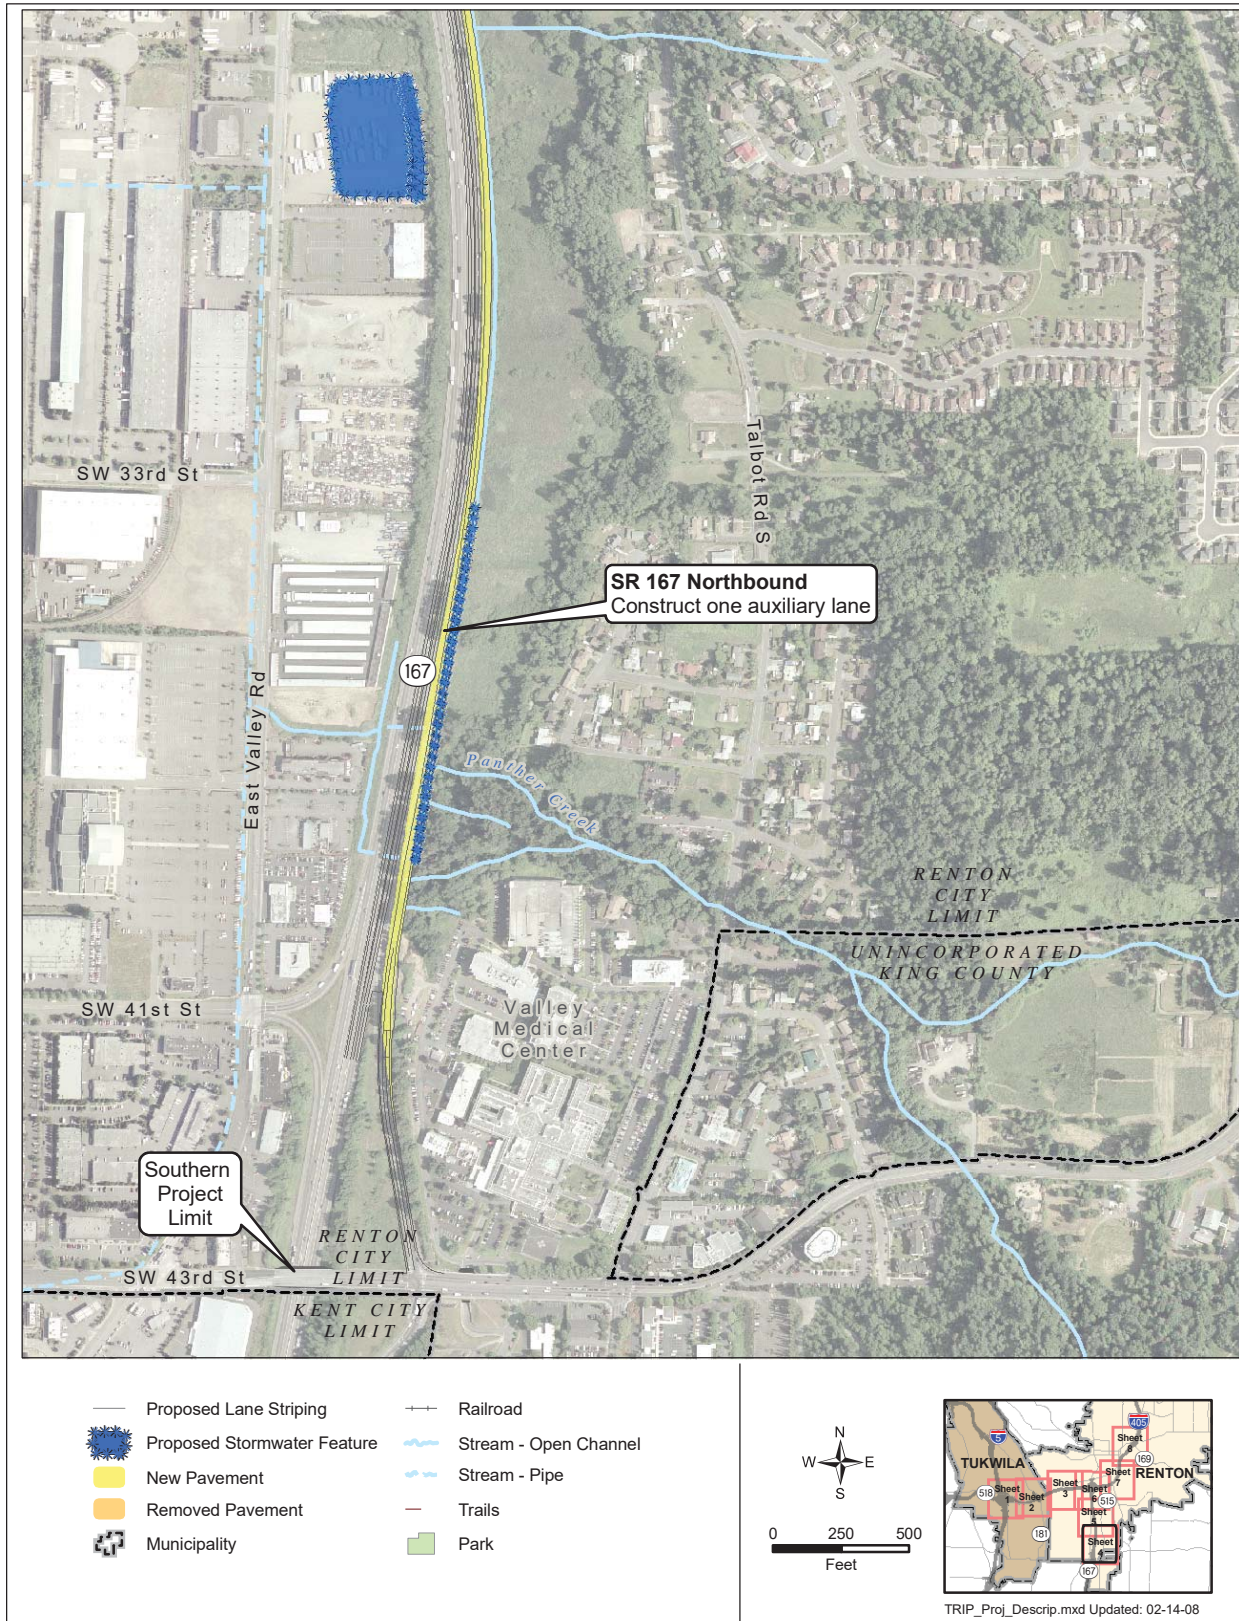 SW 33rd St
Talbot Rd S
SR 167 Northbound
Construct one auxiliary lane
167
East Valley Rd
Panther Creek
RENTON
CITY
LIMIT
UNINCORPORATED
KING COUNTY
SW 41st St
Valley
Medical
Center
Southern
Project
Limit
RENTON
CITY
LIMIT
SW 43rd St
KENT CITY
LIMIT
Proposed Lane Striping
Proposed Stormwater Feature
New Pavement
Removed Pavement
Municipality
Railroad
Stream - Open Channel
Stream - Pipe
Trails
Park
N
W
E
S
0 250 500
Feet
405
5
Sheet
8
TUKWILA
169
Sheet
7
RENTON
518
Sheet
1
Sheet
2
Sheet
3
Sheet
6
515
Sheet
5
181
Sheet
4
167
TRIP_Proj_Descrip.mxd Updated: 02-14-08